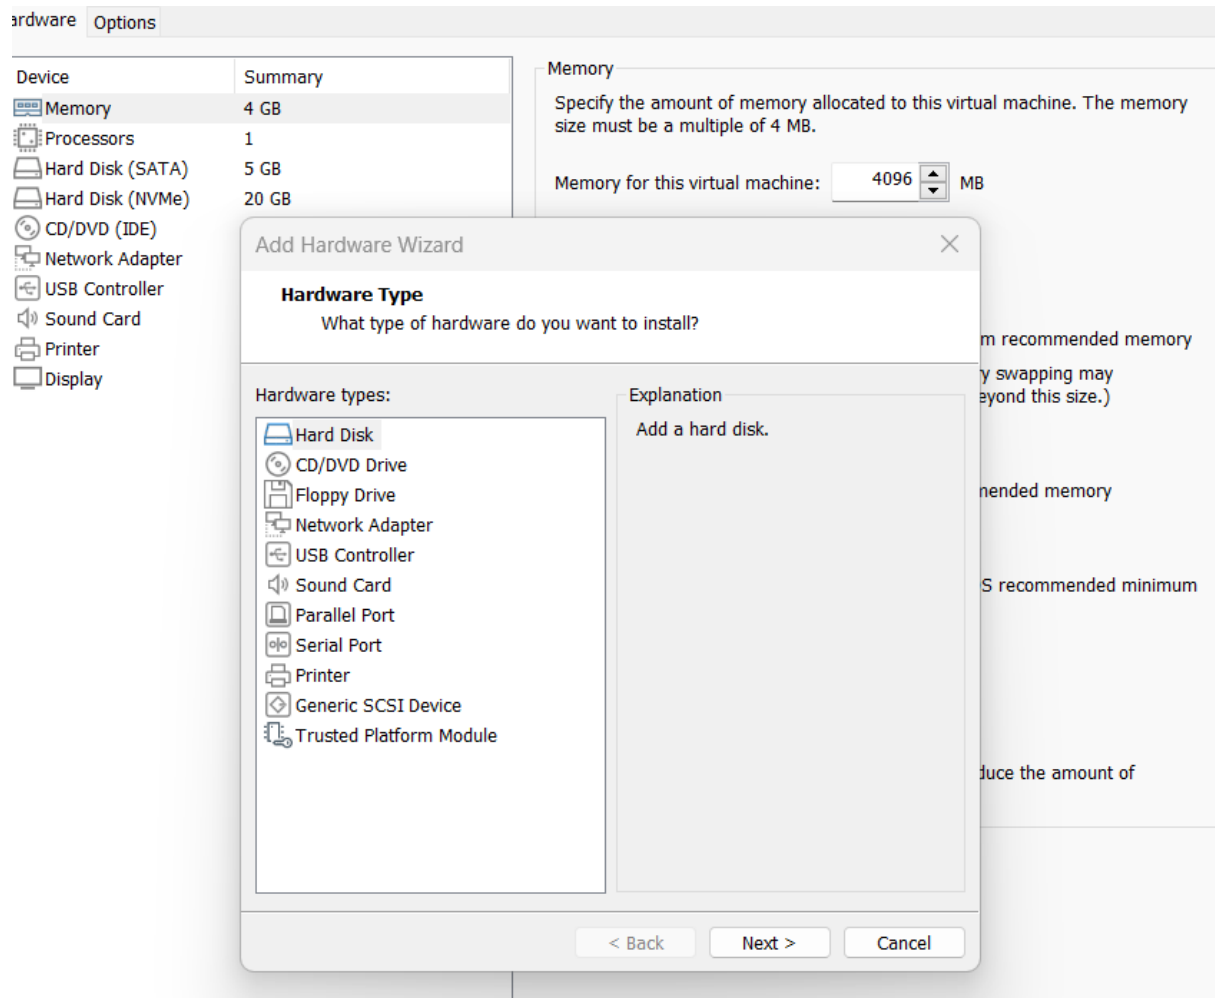 ardware Options
Device Summary
Memory 4 GB
Processors 1
Hard Disk (SATA) 5 GB
Hard Disk (NVMe) 20 GB
CD/DVD (IDE)
Network Adapter
USB Controller
Sound Card
Printer
Display
Memory
Specify the amount of memory allocated to this virtual machine. The memory
size must be a multiple of 4 MB.
Memory for this virtual machine: 4096 MB
m recommended memory
y swapping may
eyond this size.)
mended memory
S recommended minimum
duce the amount of
Add Hardware Wizard
Hardware Type
What type of hardware do you want to install?
Hardware types:
Hard Disk
CD/DVD Drive
Floppy Drive
Network Adapter
USB Controller
Sound Card
Parallel Port
Serial Port
Printer
Generic SCSI Device
Trusted Platform Module
Explanation
Add a hard disk.
< Back Next > Cancel